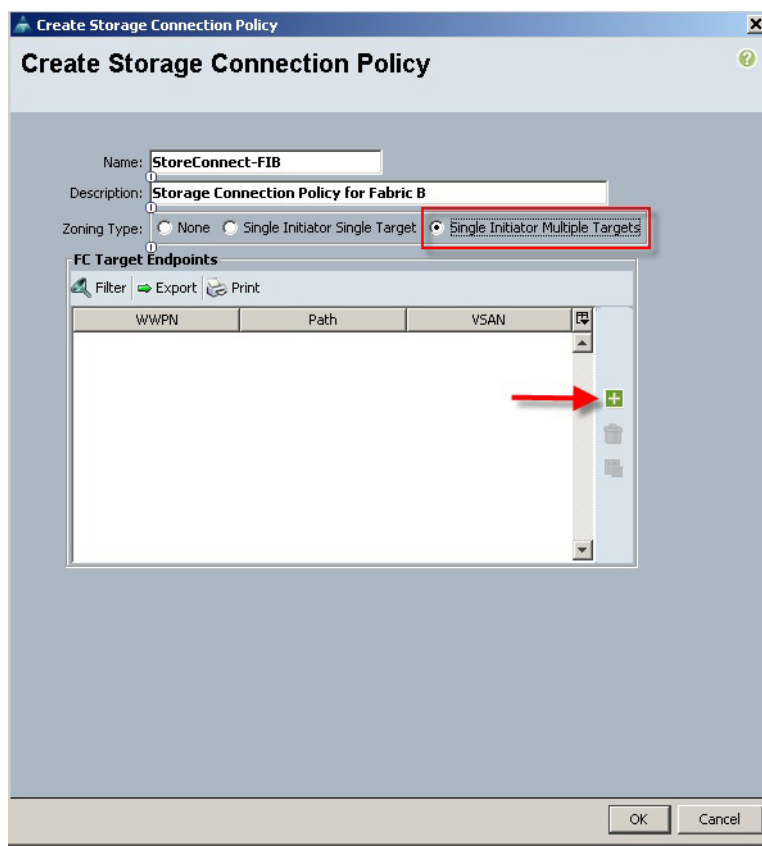 Create Storage Connection Policy
Create Storage Connection Policy
Name: StoreConnect-FIB
Description: Storage Connection Policy for Fabric B
Zoning Type: None Single Initiator Single Target Single Initiator Multiple Targets
FC Target Endpoints
Filter Export Print
WWPN Path VSAN
OK Cancel